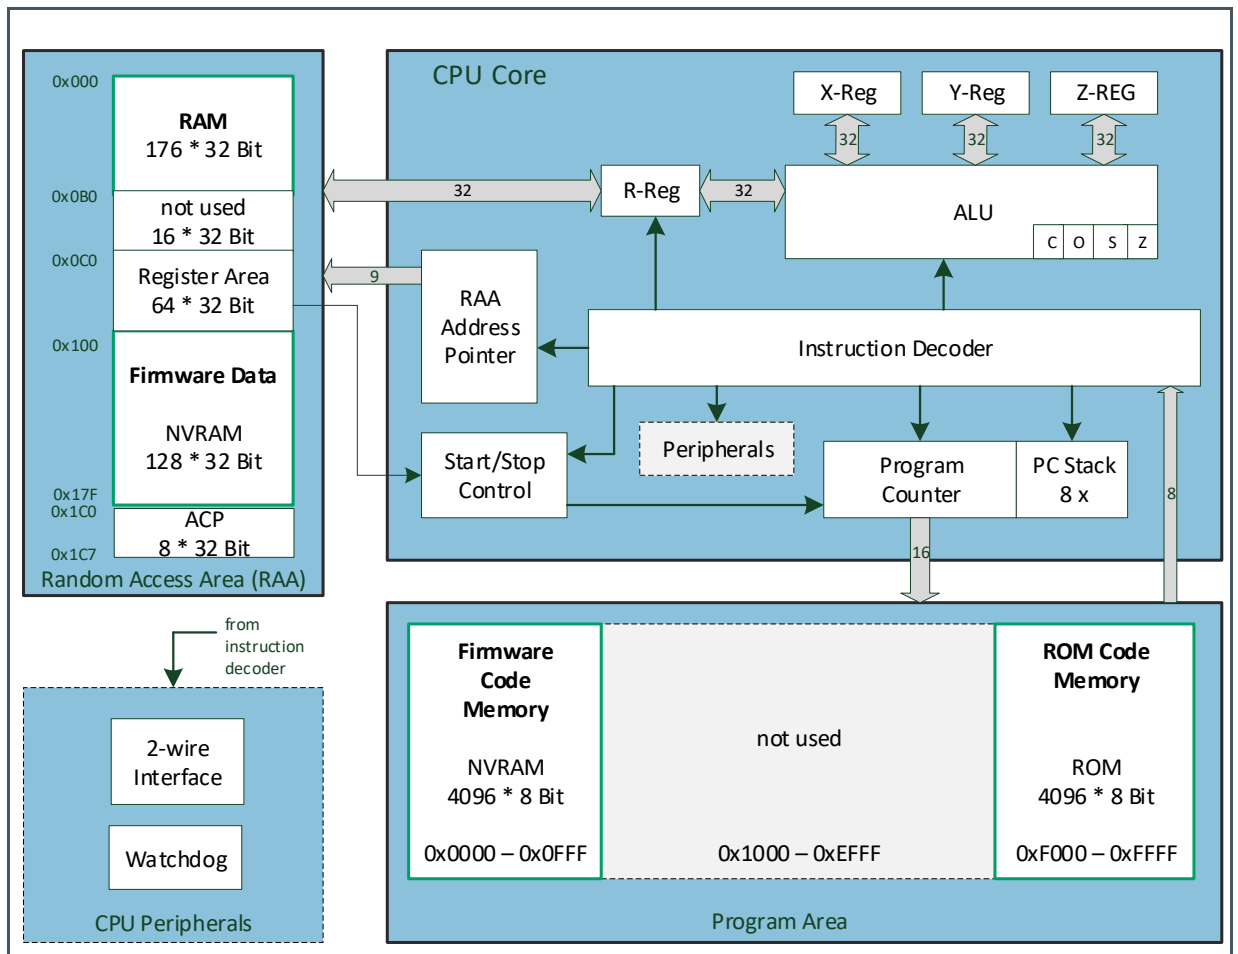 0x000
RAM
176 * 32 Bit
0x0B0
not used
16 * 32 Bit
0x0C0
Register Area
64 * 32 Bit
0x100
Firmware Data
NVRAM
128 * 32 Bit
0x17F
0x1C0
ACP
8 * 32 Bit
0x1C7
Random Access Area (RAA)
CPU Core
X-Reg
Y-Reg
Z-REG
32
32
32
32
R-Reg
32
ALU
C O S Z
9
RAA
Address
Pointer
Instruction Decoder
Start/Stop
Control
Peripherals
Program
Counter
PC Stack
8 x
16
8
from
instruction
decoder
2-wire
Interface
Watchdog
CPU Peripherals
Firmware
Code
Memory
NVRAM
4096 * 8 Bit
0x0000 – 0x0FFF
not used
0x1000 – 0xEFFF
ROM Code
Memory
ROM
4096 * 8 Bit
0xF000 – 0xFFFF
Program Area